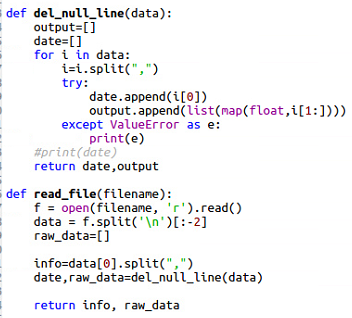 def del_null_line(data):
output=[]
date=[]
for i in data:
i=i.split(",")
try:
date.append(i[0])
output.append(list(map(float,i[1:])))
except ValueError as e:
print(e)
#print(date)
return date,output
def read_file(filename):
f = open(filename, 'r').read()
data = f.split('\n')[:-2]
raw_data=[]
info=data[0].split(",")
date,raw_data=del_null_line(data)
return info, raw_data